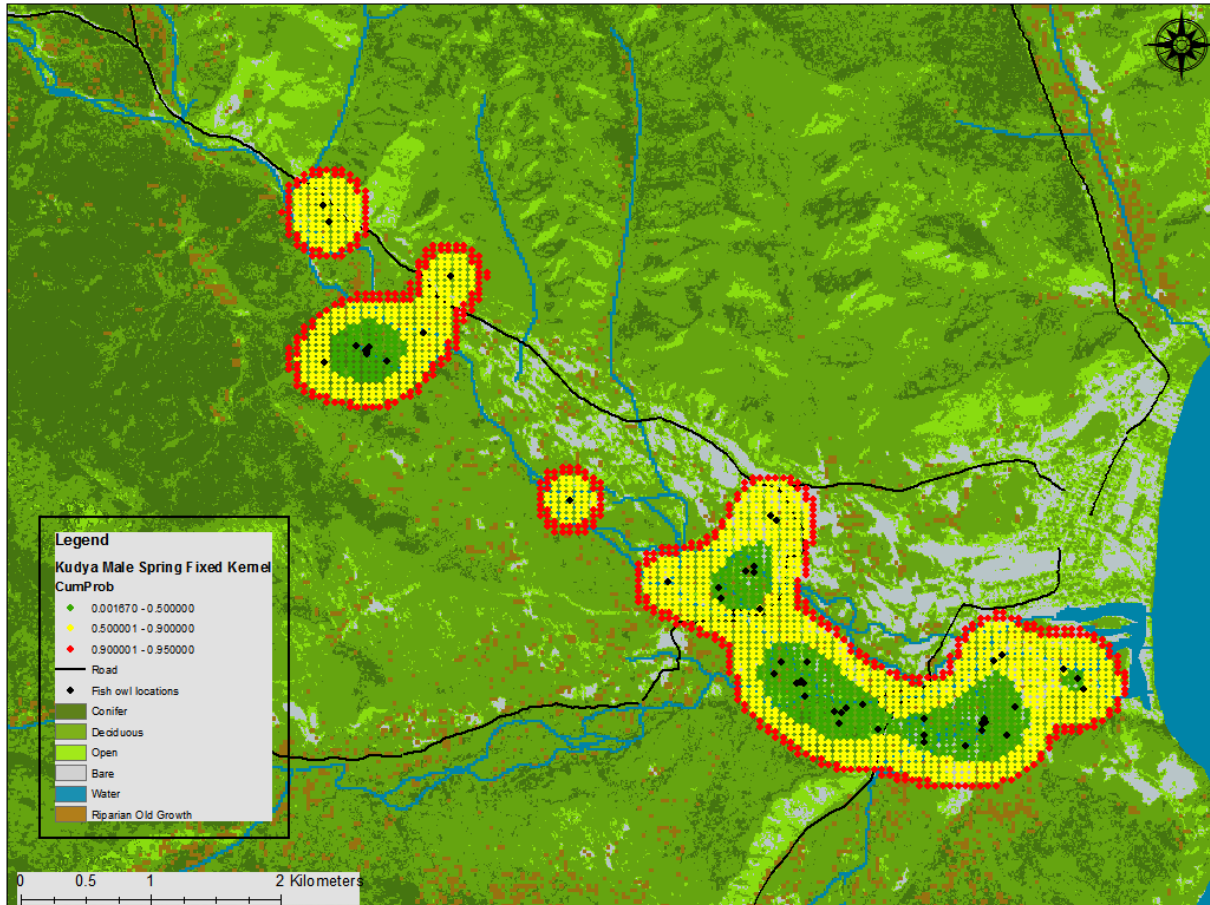 Legend
Kudya Male Spring Fixed Kernel
CumProb
0.001670 - 0.500000
0.500001 - 0.900000
0.900001 - 0.950000
Road
Fish owl locations
Conifer
Deciduous
Open
Bare
Water
Riparian Old Growth
0 0.5 1 2 Kilometers